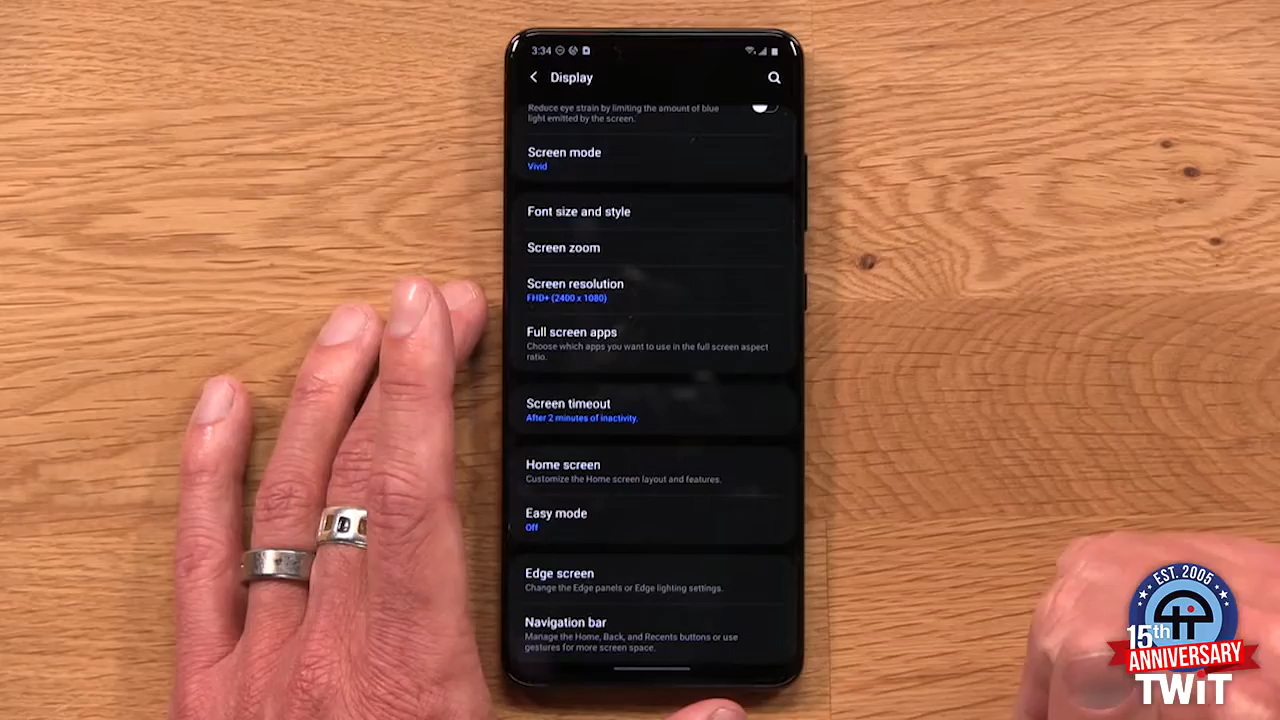 3:34
Display
Reduce eye strain by limiting the amount of blue
light emitted by the screen.
Screen mode
Vivid
Font size and style
Screen zoom
Screen resolution
FHD+ (2400 x 1080)
Full screen apps
Choose which apps you want to use in the full screen aspect
ratio.
Screen timeout
After 2 minutes of inactivity.
Home screen
Customize the Home screen layout and features.
Easy mode
Off
Edge screen
Change the Edge panels or Edge lighting settings.
Navigation bar
Manage the Home, Back, and Recents buttons or use
gestures for more screen space.
EST. 2005
15th
ANNIVERSARY
TWiT